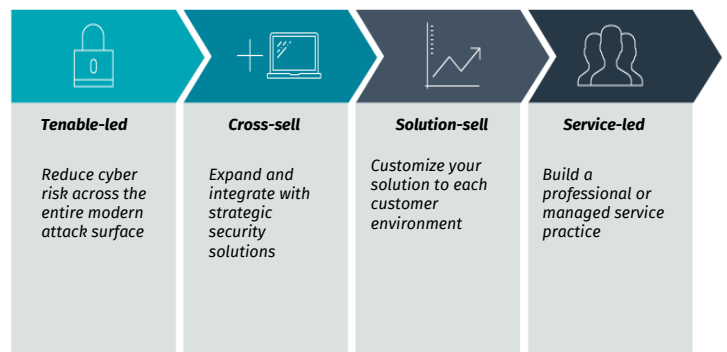 Tenable-led
Reduce cyber
risk across the
entire modern
attack surface
Cross-sell
Expand and
integrate with
strategic
security
solutions
Solution-sell
Customize your
solution to each
customer
environment
Service-led
Build a
professional or
managed service
practice